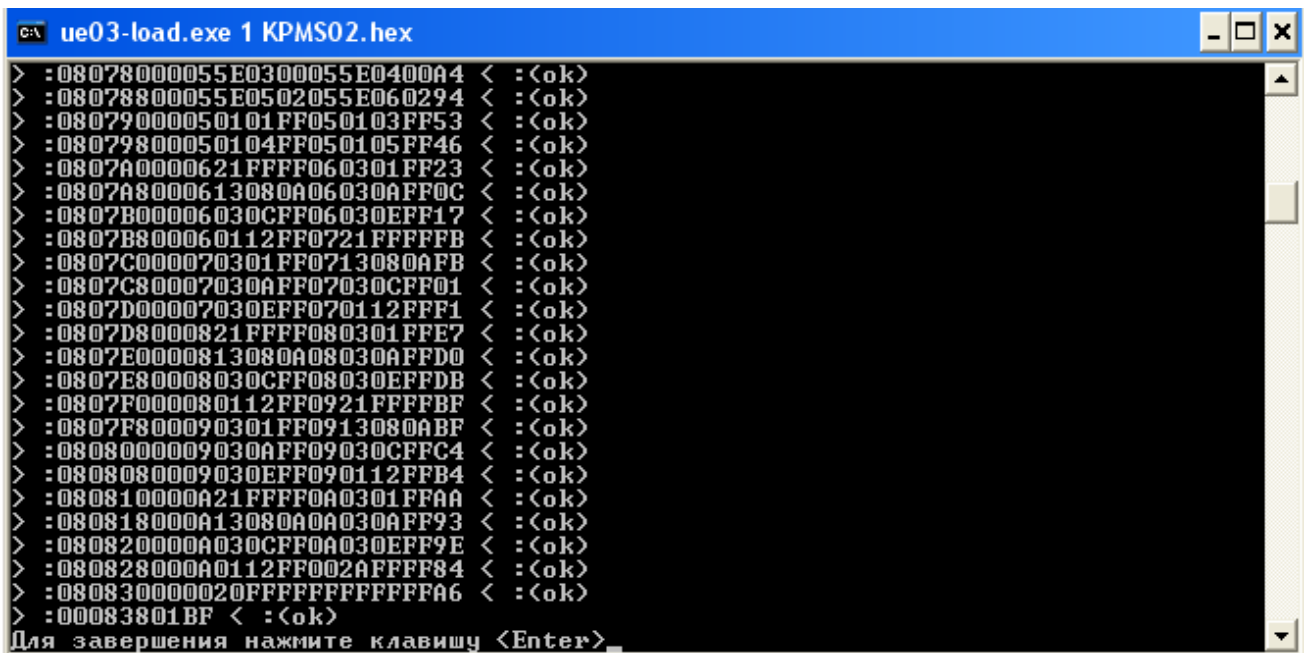 ue03-load.exe 1 KPMS02.hex
> :08078000055E0300055E0400A4 < :(ok)
> :08078800055E0502055E060294 < :(ok)
> :08079000050101FF050103FF53 < :(ok)
> :08079800050104FF050105FF46 < :(ok)
> :0807A0000621FFFF060301FF23 < :(ok)
> :0807A8000613080A06030AFF0C < :(ok)
> :0807B00006030CFF06030EFF17 < :(ok)
> :0807B800060112FF0721FFFFFB < :(ok)
> :0807C000070301FF0713080AFB < :(ok)
> :0807C80007030AFF07030CFF01 < :(ok)
> :0807D00007030EFF070112FFF1 < :(ok)
> :0807D8000821FFFF080301FFE7 < :(ok)
> :0807E0000813080A08030AFFD0 < :(ok)
> :0807E80008030CFF08030EFFDB < :(ok)
> :0807F000080112FF0921FFFFBF < :(ok)
> :0807F800090301FF0913080ABF < :(ok)
> :0808000009030AFF09030CFFC4 < :(ok)
> :0808080009030EFF090112FFB4 < :(ok)
> :080810000A21FFFF0A0301FFAA < :(ok)
> :080818000A13080A0A030AFF93 < :(ok)
> :080820000A030CFF0A030EFF9E < :(ok)
> :080828000A0112FF002AFFFF84 < :(ok)
> :080830000020FFFFFFFFFFFFA6 < :(ok)
> :00083801BF < :(ok)
Для завершения нажмите клавишу <Enter>_